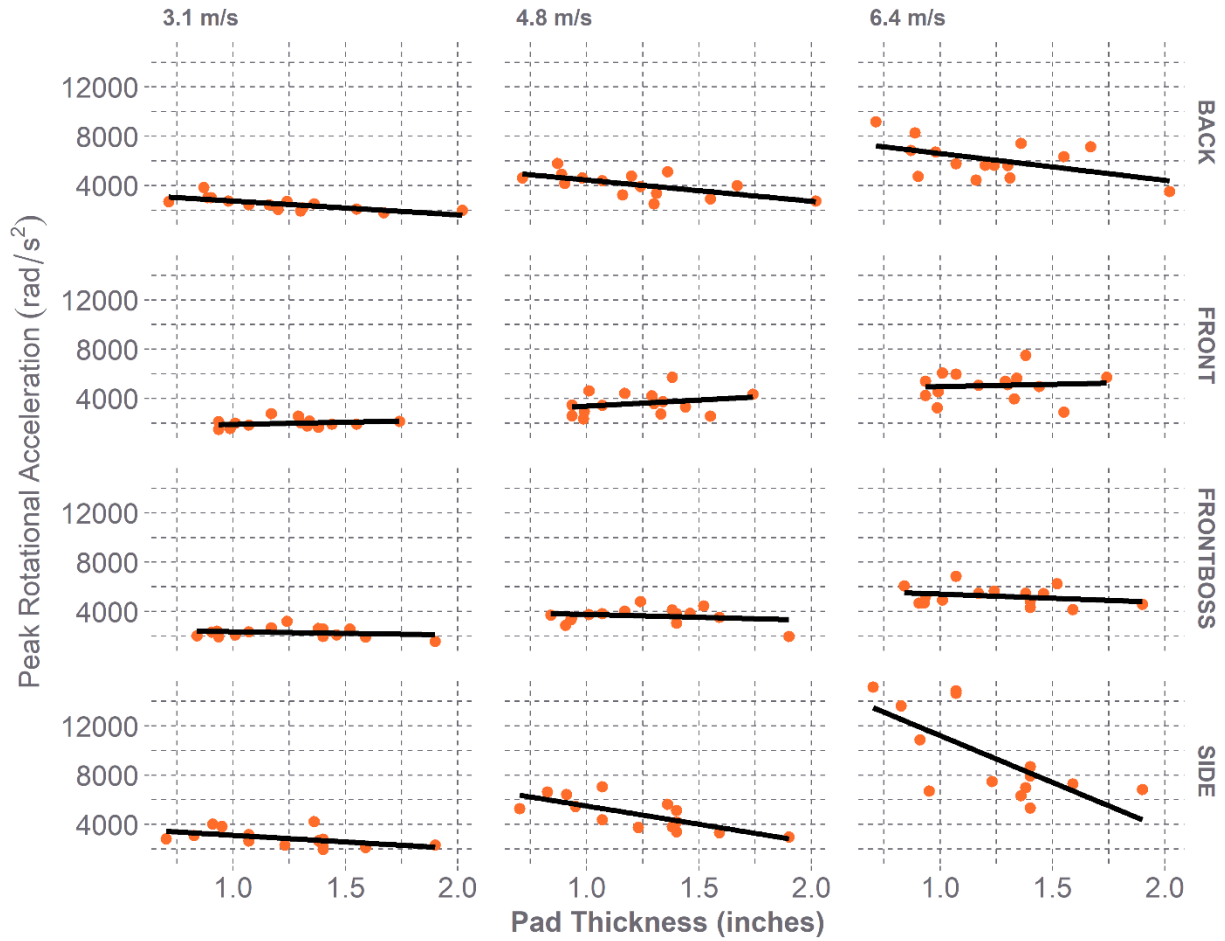 3.1 m/s 4.8 m/s 6.4 m/s
12000
8000
4000
BACK
12000
8000
4000
FRONT
12000
8000
4000
FRONTBOSS
12000
8000
4000
SIDE
Peak Rotational Acceleration (rad/s²)
1.0 1.5 2.0 1.0 1.5 2.0 1.0 1.5 2.0
Pad Thickness (inches)